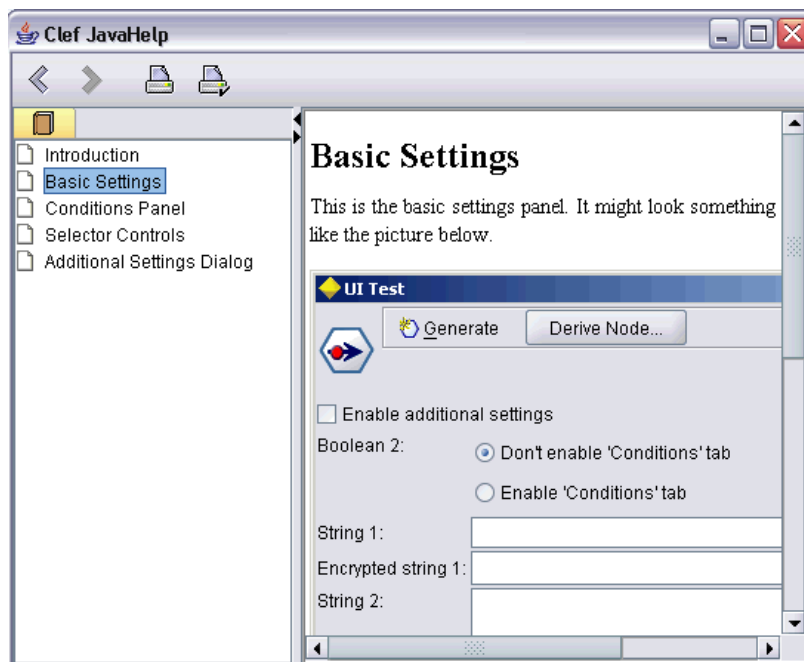 Clef JavaHelp
Introduction
Basic Settings
Conditions Panel
Selector Controls
Additional Settings Dialog
Basic Settings
This is the basic settings panel. It might look something
like the picture below.
UI Test
Generate
Derive Node...
Enable additional settings
Boolean 2:
Don't enable 'Conditions' tab
Enable 'Conditions' tab
String 1:
Encrypted string 1:
String 2: